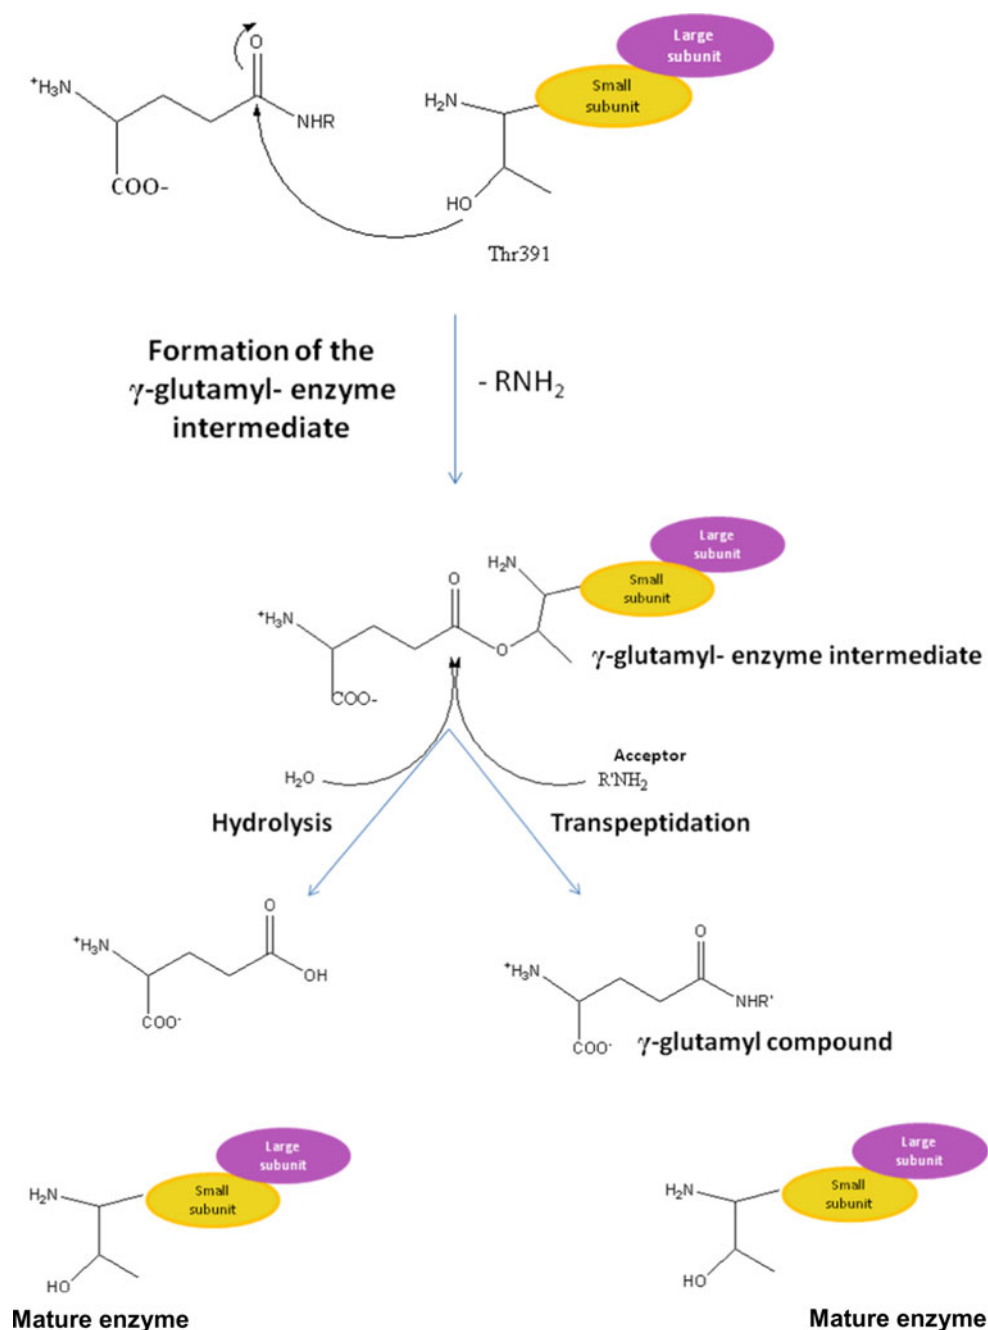 Large
subunit
Small
subunit
O
⁺H₃N
NHR
COO-
H₂N
HO
Thr391
Formation of the
γ-glutamyl- enzyme
intermediate
- RNH₂
Large
subunit
Small
subunit
H₂N
O
⁺H₃N
O
COO-
γ-glutamyl- enzyme intermediate
H₂O
Acceptor
R'NH₂
Hydrolysis
Transpeptidation
O
⁺H₃N
OH
COO⁻
O
⁺H₃N
NHR'
COO⁻
γ-glutamyl compound
Large
subunit
Small
subunit
H₂N
HO
Mature enzyme
Large
subunit
Small
subunit
H₂N
HO
Mature enzyme